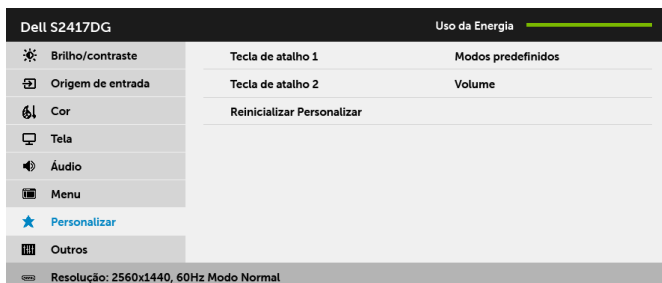 Dell S2417DG Uso da Energia
Brilho/contraste Tecla de atalho 1 Modos predefinidos
Origem de entrada Tecla de atalho 2 Volume
Cor Reinicializar Personalizar
Tela
Áudio
Menu
Personalizar
Outros
Resolução: 2560x1440, 60Hz Modo Normal